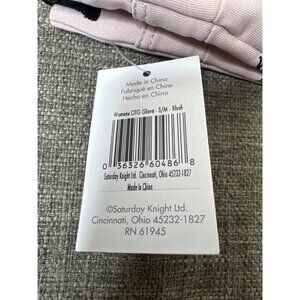 Made in China
Fabriqué en Chine
Hecho en China
Womens OTG Glove - S/M - Blush
0 36326 60486 8
Saturday Knight Ltd. Cincinnati, Ohio 45232-1827
Made in China
©Saturday Knight Ltd.
Cincinnati, Ohio 45232-1827
RN 61945